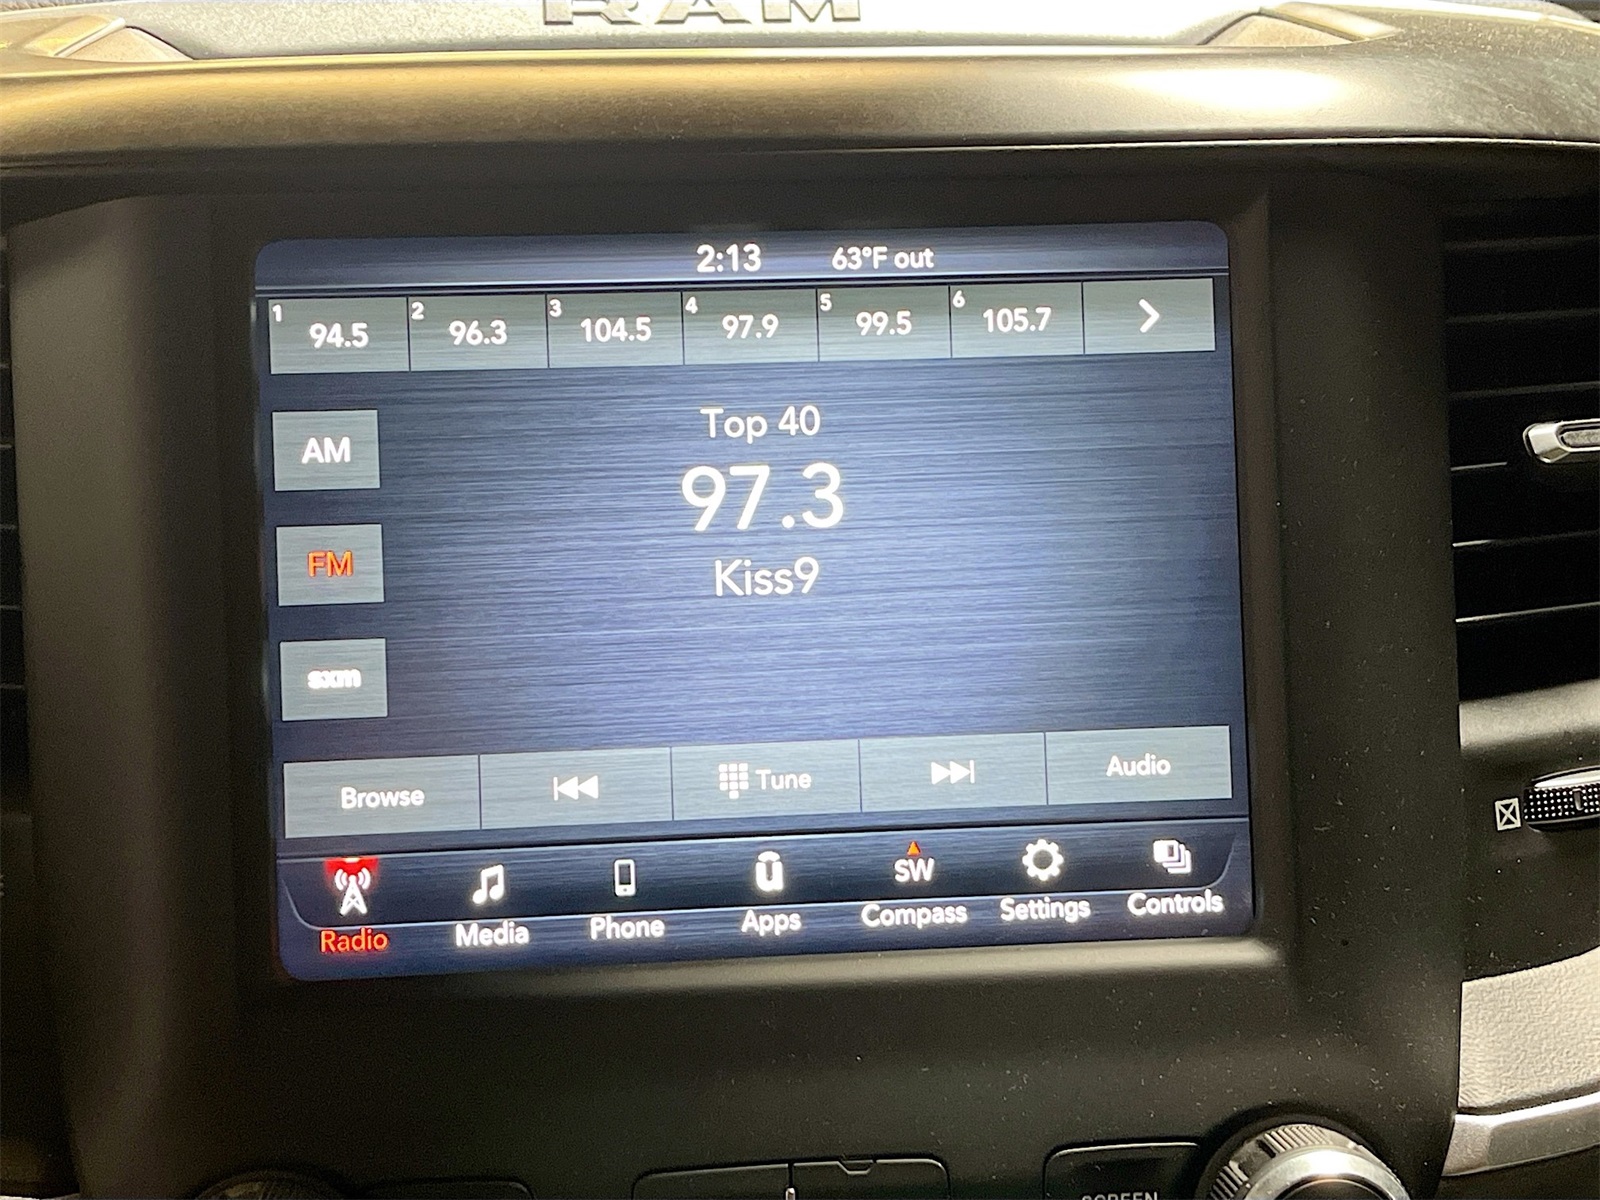 RAM
2:13 63°F out
1 94.5 2 96.3 3 104.5 4 97.9 5 99.5 6 105.7
Top 40
AM
97.3
FM
Kiss9
sxm
Browse Tune Audio
SW
Radio Media Phone Apps Compass Settings Controls
SCREEN